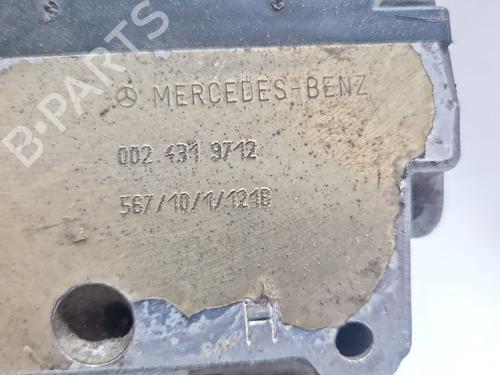 B-PARTS
MERCEDES-BENZ
002 431 9712
567/10/1/1216
H